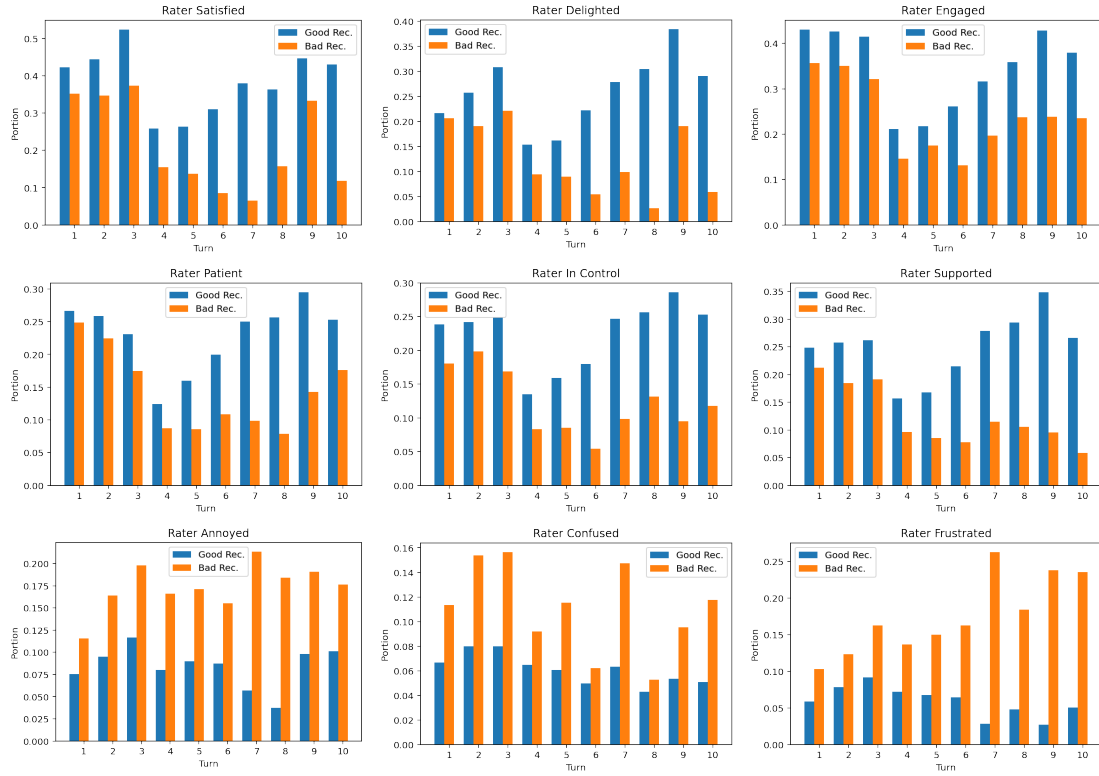 Rater Satisfied
Portion
0.5
0.4
0.3
0.2
0.1
0.0
Good Rec.
Bad Rec.
1 2 3 4 5 6 7 8 9 10
Turn
Rater Delighted
Portion
0.40
0.35
0.30
0.25
0.20
0.15
0.10
0.05
0.00
Good Rec.
Bad Rec.
1 2 3 4 5 6 7 8 9 10
Turn
Rater Engaged
Portion
0.4
0.3
0.2
0.1
0.0
Good Rec.
Bad Rec.
1 2 3 4 5 6 7 8 9 10
Turn
Rater Patient
Portion
0.30
0.25
0.20
0.15
0.10
0.05
0.00
Good Rec.
Bad Rec.
1 2 3 4 5 6 7 8 9 10
Turn
Rater In Control
Portion
0.30
0.25
0.20
0.15
0.10
0.05
0.00
Good Rec.
Bad Rec.
1 2 3 4 5 6 7 8 9 10
Turn
Rater Supported
Portion
0.35
0.30
0.25
0.20
0.15
0.10
0.05
0.00
Good Rec.
Bad Rec.
1 2 3 4 5 6 7 8 9 10
Turn
Rater Annoyed
Portion
0.200
0.175
0.150
0.125
0.100
0.075
0.050
0.025
0.000
Good Rec.
Bad Rec.
1 2 3 4 5 6 7 8 9 10
Turn
Rater Confused
Portion
0.16
0.14
0.12
0.10
0.08
0.06
0.04
0.02
0.00
Good Rec.
Bad Rec.
1 2 3 4 5 6 7 8 9 10
Turn
Rater Frustrated
Portion
0.25
0.20
0.15
0.10
0.05
0.00
Good Rec.
Bad Rec.
1 2 3 4 5 6 7 8 9 10
Turn